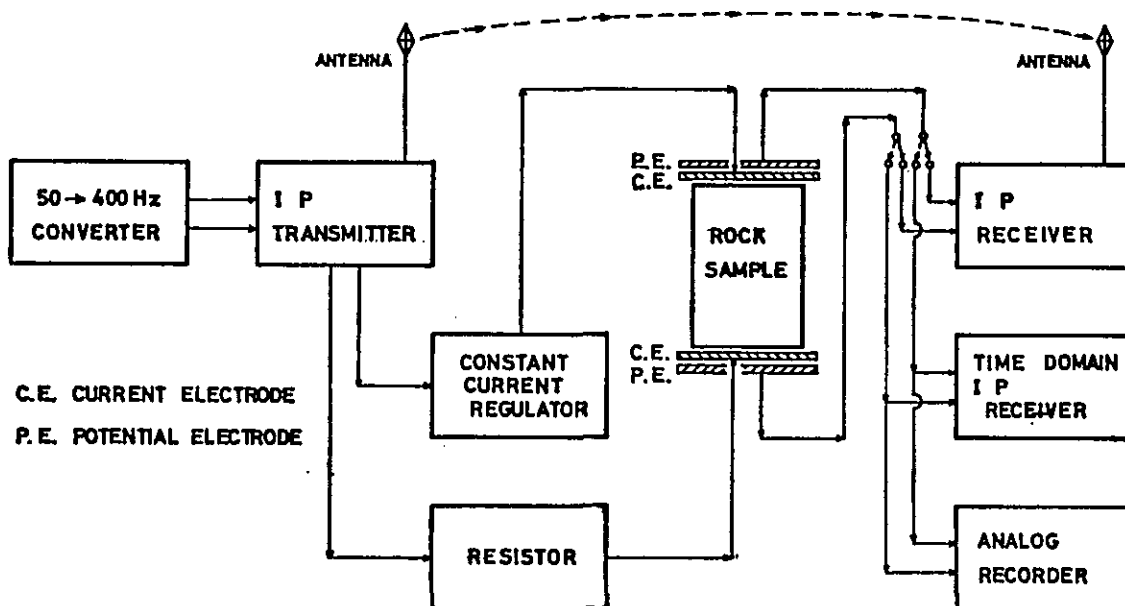 ANTENNA
ANTENNA
50→400 Hz
CONVERTER
I P
TRANSMITTER
P.E.
C.E.
ROCK
SAMPLE
C.E.
P.E.
I P
RECEIVER
CONSTANT
CURRENT
REGULATOR
TIME DOMAIN
I P
RECEIVER
C.E. CURRENT ELECTRODE
P.E. POTENTIAL ELECTRODE
RESISTOR
ANALOG
RECORDER